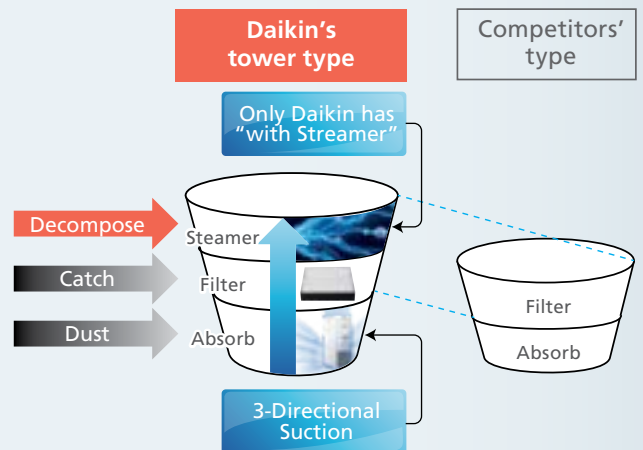 Daikin's
tower type
Competitors'
type
Only Daikin has
"with Streamer"
Decompose
Steamer
Catch
Filter
Dust
Absorb
Filter
Absorb
3-Directional
Suction